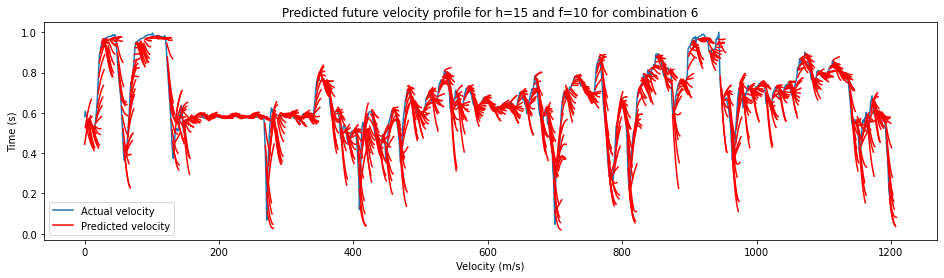 Predicted future velocity profile for h=15 and f=10 for combination 6
1.0
0.8
0.6
0.4
0.2
0.0
Time (s)
Actual velocity
Predicted velocity
0 200 400 600 800 1000 1200
Velocity (m/s)